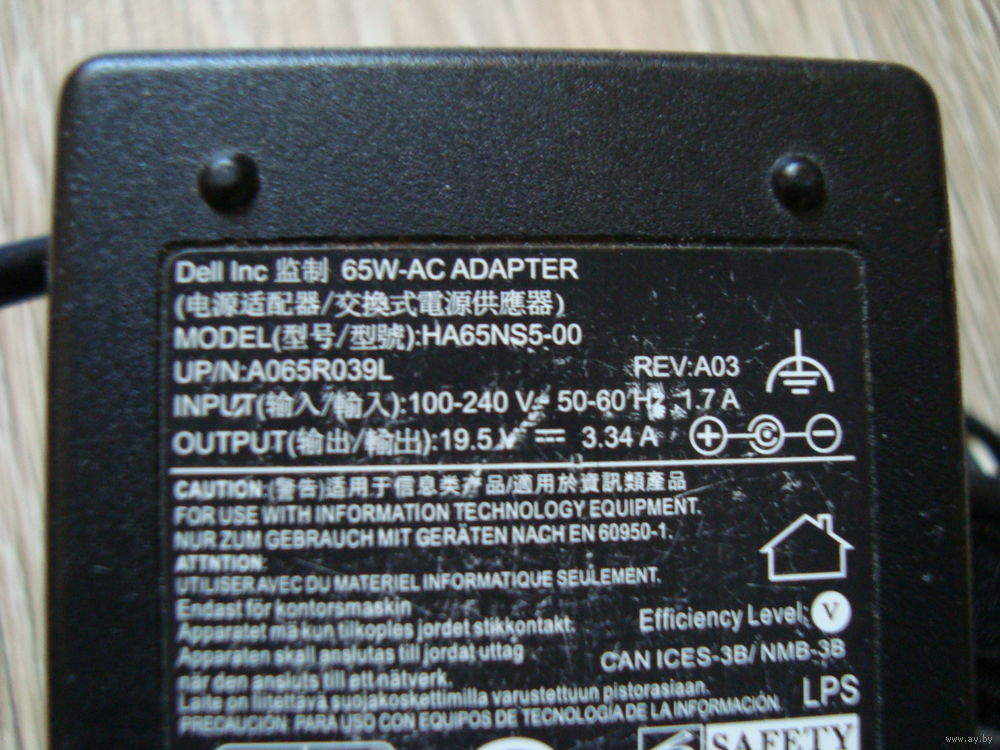 Dell Inc 监制 65W-AC ADAPTER
(电源适配器/交換式電源供應器)
MODEL(型号/型號):HA65NS5-00
UP/N:A065R039L REV:A03
INPUT(输入/輸入):100-240 V~ 50-60 Hz, 1.7 A
OUTPUT(输出/輸出):19.5 V ⎓ 3.34 A
CAUTION:(警告)适用于信息类产品/適用於資訊類產品
FOR USE WITH INFORMATION TECHNOLOGY EQUIPMENT.
NUR ZUM GEBRAUCH MIT GERÄTEN NACH EN 60950-1.
ATTNTION:
UTILISER AVEC DU MATERIEL INFORMATIQUE SEULEMENT.
Endast för kontorsmaskin
Apparatet må kun tilkoples jordet stikkontakt.
Apparaten skall anslutas till jordat uttag
när den ansluts till ett nätverk.
Laite on liitettävä suojakoskettimilla varustettuun pistorasiaan.
PRECAUCIÓN: PARA USO CON EQUIPOS DE TECNOLOGÍA DE LA INFORMACIÓN.
Efficiency Level: V
CAN ICES-3B/ NMB-3B
LPS
SAFETY
www.ay.by